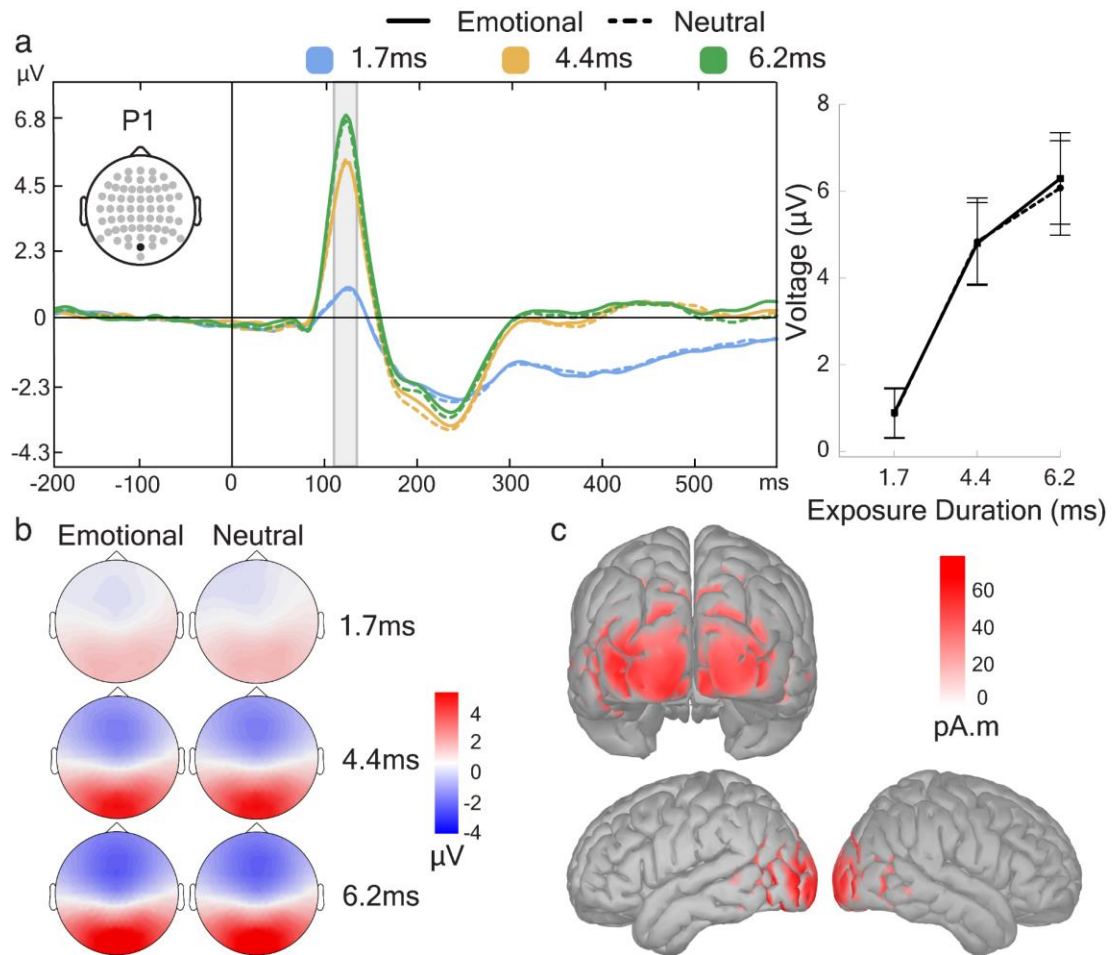 Emotional Neutral
a
1.7ms 4.4ms 6.2ms
µV
P1
6.8
4.5
2.3
0
-2.3
-4.3
-200 -100 0 100 200 300 400 500 ms
Voltage (µV)
8
6
4
2
0
1.7 4.4 6.2
Exposure Duration (ms)
b
Emotional Neutral
1.7ms
4.4ms
6.2ms
4
2
0
-2
-4
µV
c
60
40
20
0
pA.m